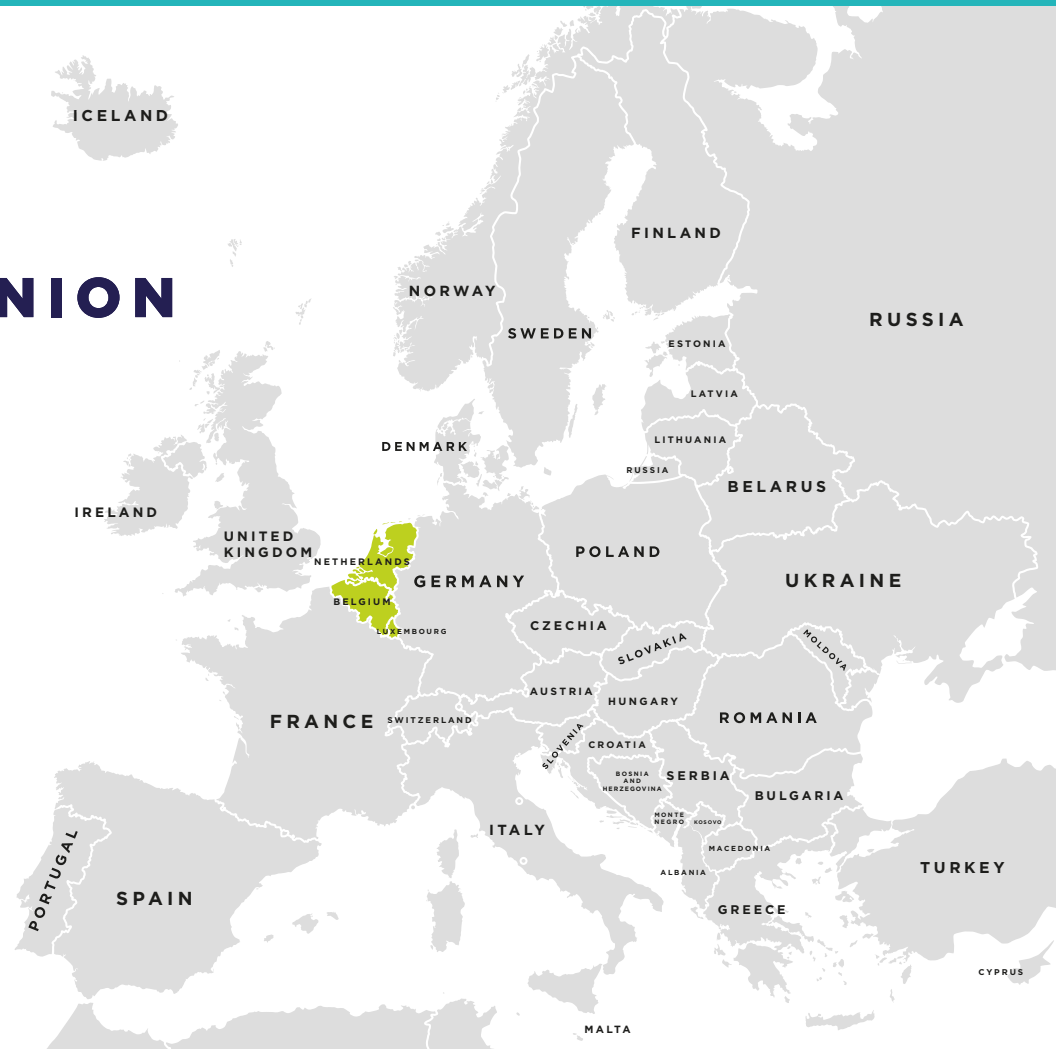 ICELAND
FINLAND
NION
NORWAY
RUSSIA
SWEDEN
ESTONIA
LATVIA
LITHUANIA
DENMARK
RUSSIA
BELARUS
IRELAND
UNITED
KINGDOM
POLAND
NETHERLANDS
GERMANY
UKRAINE
BELGIUM
CZECHIA
LUXEMBOURG
SLOVAKIA
MOLDOVA
AUSTRIA
HUNGARY
FRANCE
SWITZERLAND
ROMANIA
SLOVENIA
CROATIA
BOSNIA
AND
HERZEGOVINA
SERBIA
BULGARIA
MONTE
NEGRO
KOSOVO
ITALY
MACEDONIA
TURKEY
ALBANIA
PORTUGAL
SPAIN
GREECE
CYPRUS
MALTA